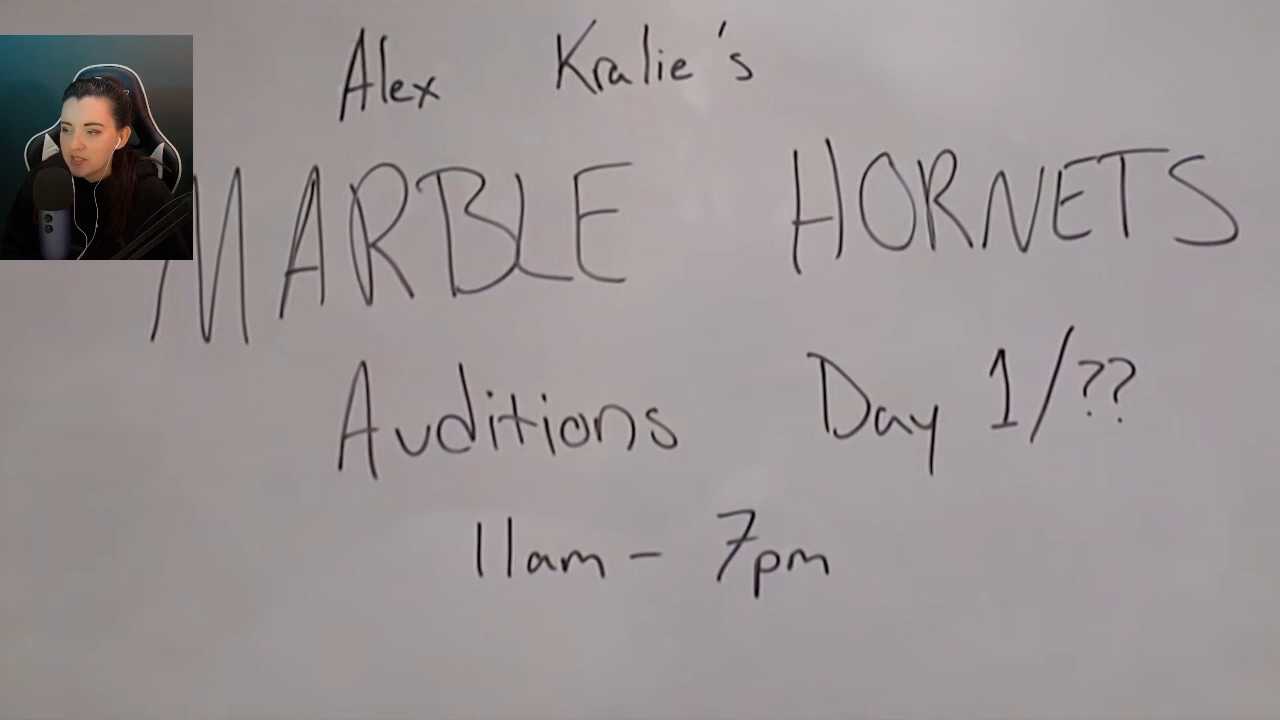 Alex Kralie's
MARBLE HORNETS
Auditions Day 1/??
11am - 7pm